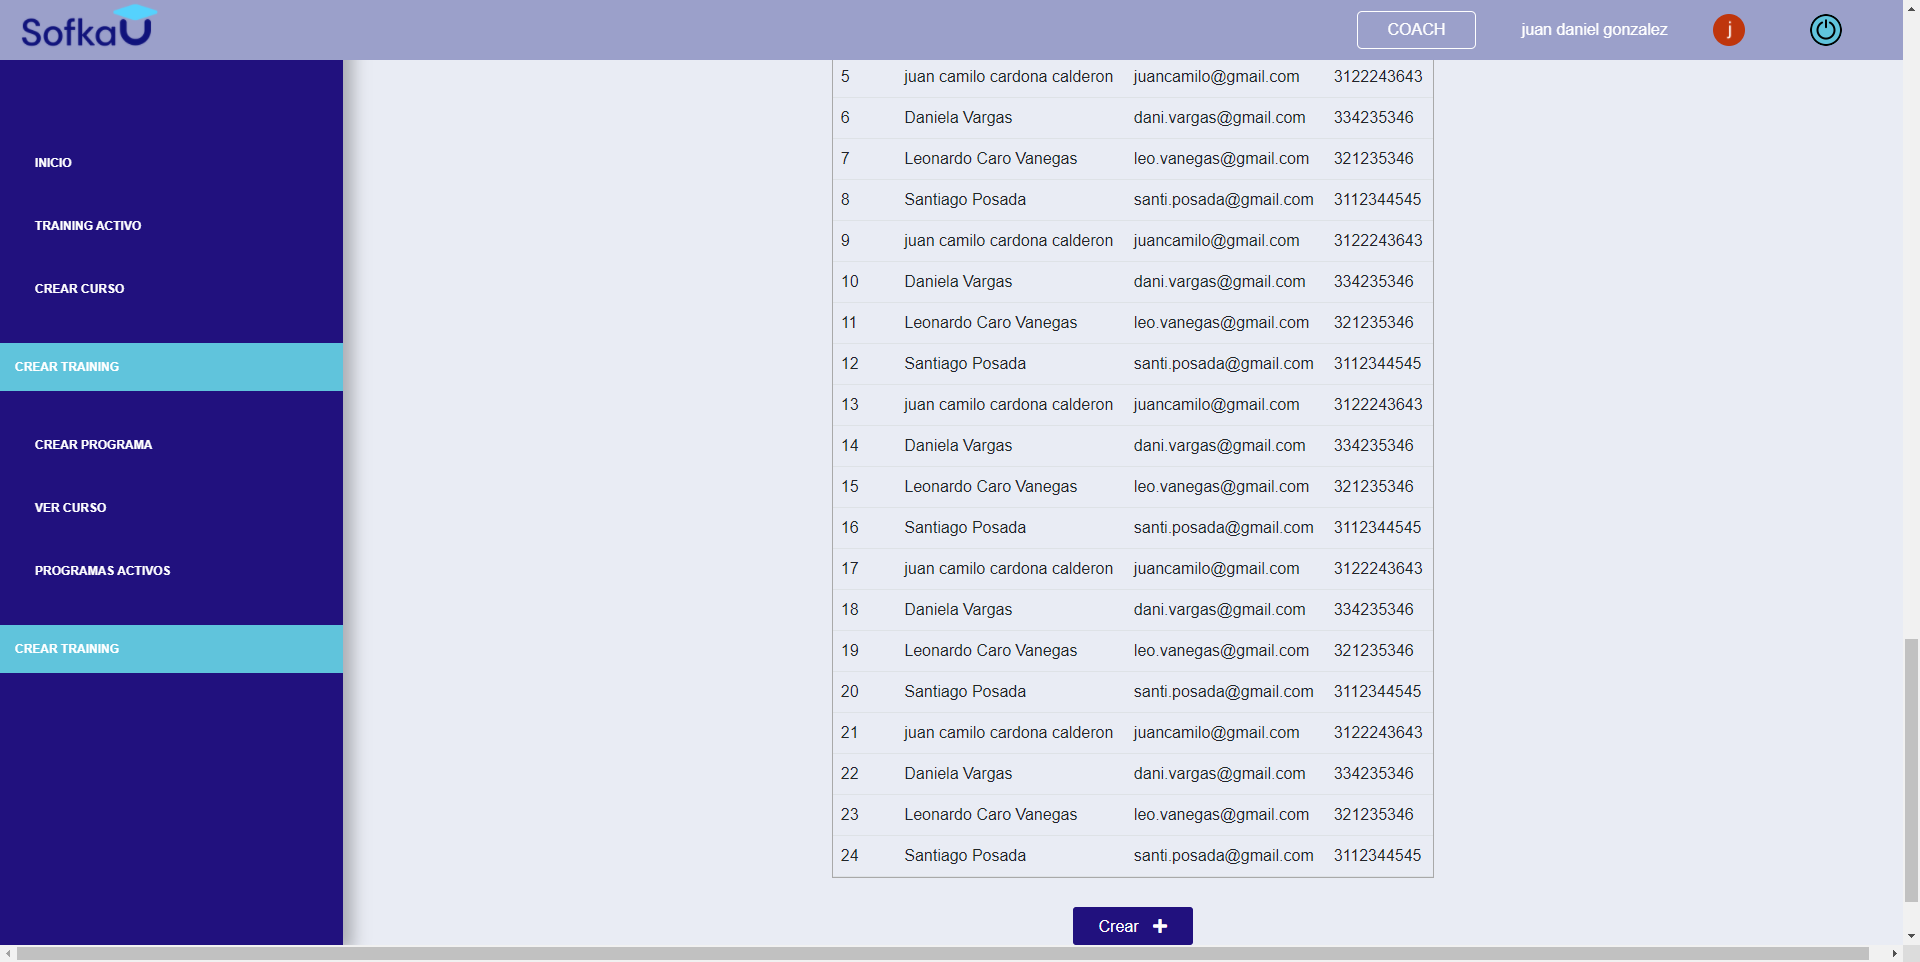 SofkaU
COACH
juan daniel gonzalez
j
INICIO
TRAINING ACTIVO
CREAR CURSO
CREAR TRAINING
CREAR PROGRAMA
VER CURSO
PROGRAMAS ACTIVOS
CREAR TRAINING
5 juan camilo cardona calderon juancamilo@gmail.com 3122243643
6 Daniela Vargas dani.vargas@gmail.com 334235346
7 Leonardo Caro Vanegas leo.vanegas@gmail.com 321235346
8 Santiago Posada santi.posada@gmail.com 3112344545
9 juan camilo cardona calderon juancamilo@gmail.com 3122243643
10 Daniela Vargas dani.vargas@gmail.com 334235346
11 Leonardo Caro Vanegas leo.vanegas@gmail.com 321235346
12 Santiago Posada santi.posada@gmail.com 3112344545
13 juan camilo cardona calderon juancamilo@gmail.com 3122243643
14 Daniela Vargas dani.vargas@gmail.com 334235346
15 Leonardo Caro Vanegas leo.vanegas@gmail.com 321235346
16 Santiago Posada santi.posada@gmail.com 3112344545
17 juan camilo cardona calderon juancamilo@gmail.com 3122243643
18 Daniela Vargas dani.vargas@gmail.com 334235346
19 Leonardo Caro Vanegas leo.vanegas@gmail.com 321235346
20 Santiago Posada santi.posada@gmail.com 3112344545
21 juan camilo cardona calderon juancamilo@gmail.com 3122243643
22 Daniela Vargas dani.vargas@gmail.com 334235346
23 Leonardo Caro Vanegas leo.vanegas@gmail.com 321235346
24 Santiago Posada santi.posada@gmail.com 3112344545
Crear +